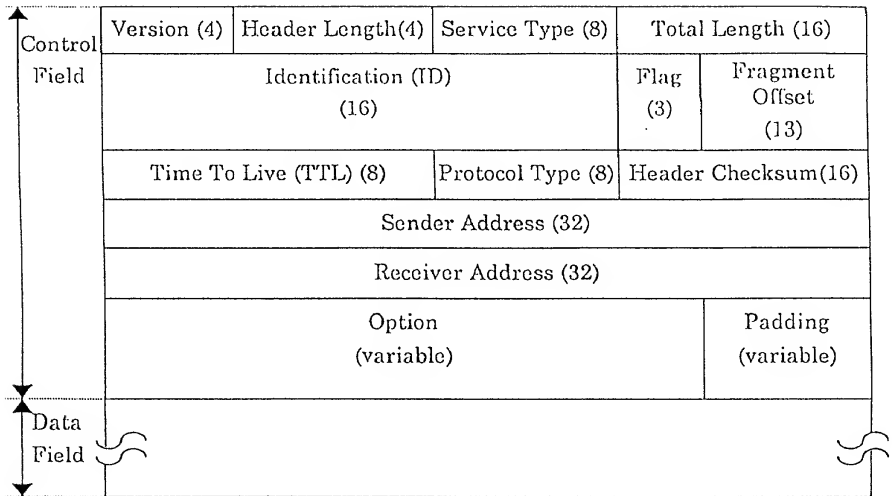 Control
Field
Version (4)
Header Length(4)
Service Type (8)
Total Length (16)
Identification (ID)
(16)
Flag
(3)
Fragment
Offset
(13)
Time To Live (TTL) (8)
Protocol Type (8)
Header Checksum(16)
Sender Address (32)
Receiver Address (32)
Option
(variable)
Padding
(variable)
Data
Field